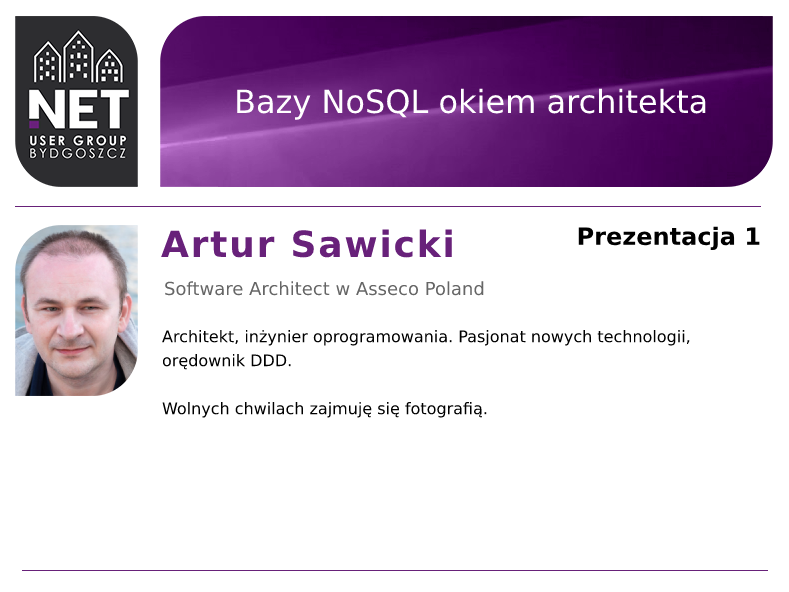 NET
USER GROUP
BYDGOSZCZ
Bazy NoSQL okiem architekta
Artur Sawicki
Prezentacja 1
Software Architect w Asseco Poland
Architekt, inżynier oprogramowania. Pasjonat nowych technologii,
orędownik DDD.
Wolnych chwilach zajmuję się fotografią.